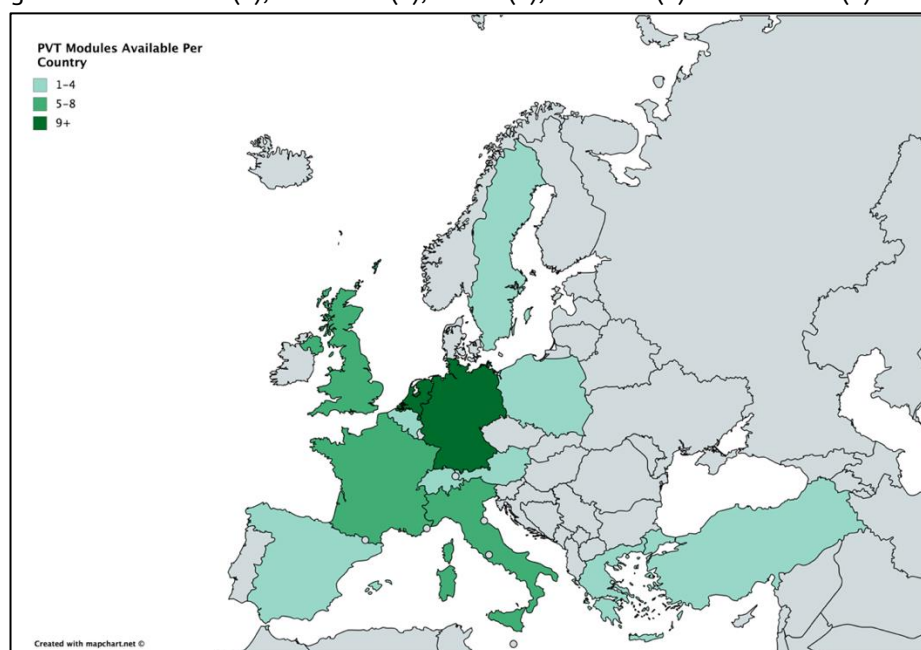 PVT Modules Available Per
Country
1-4
5-8
9+
Created with mapchart.net ©